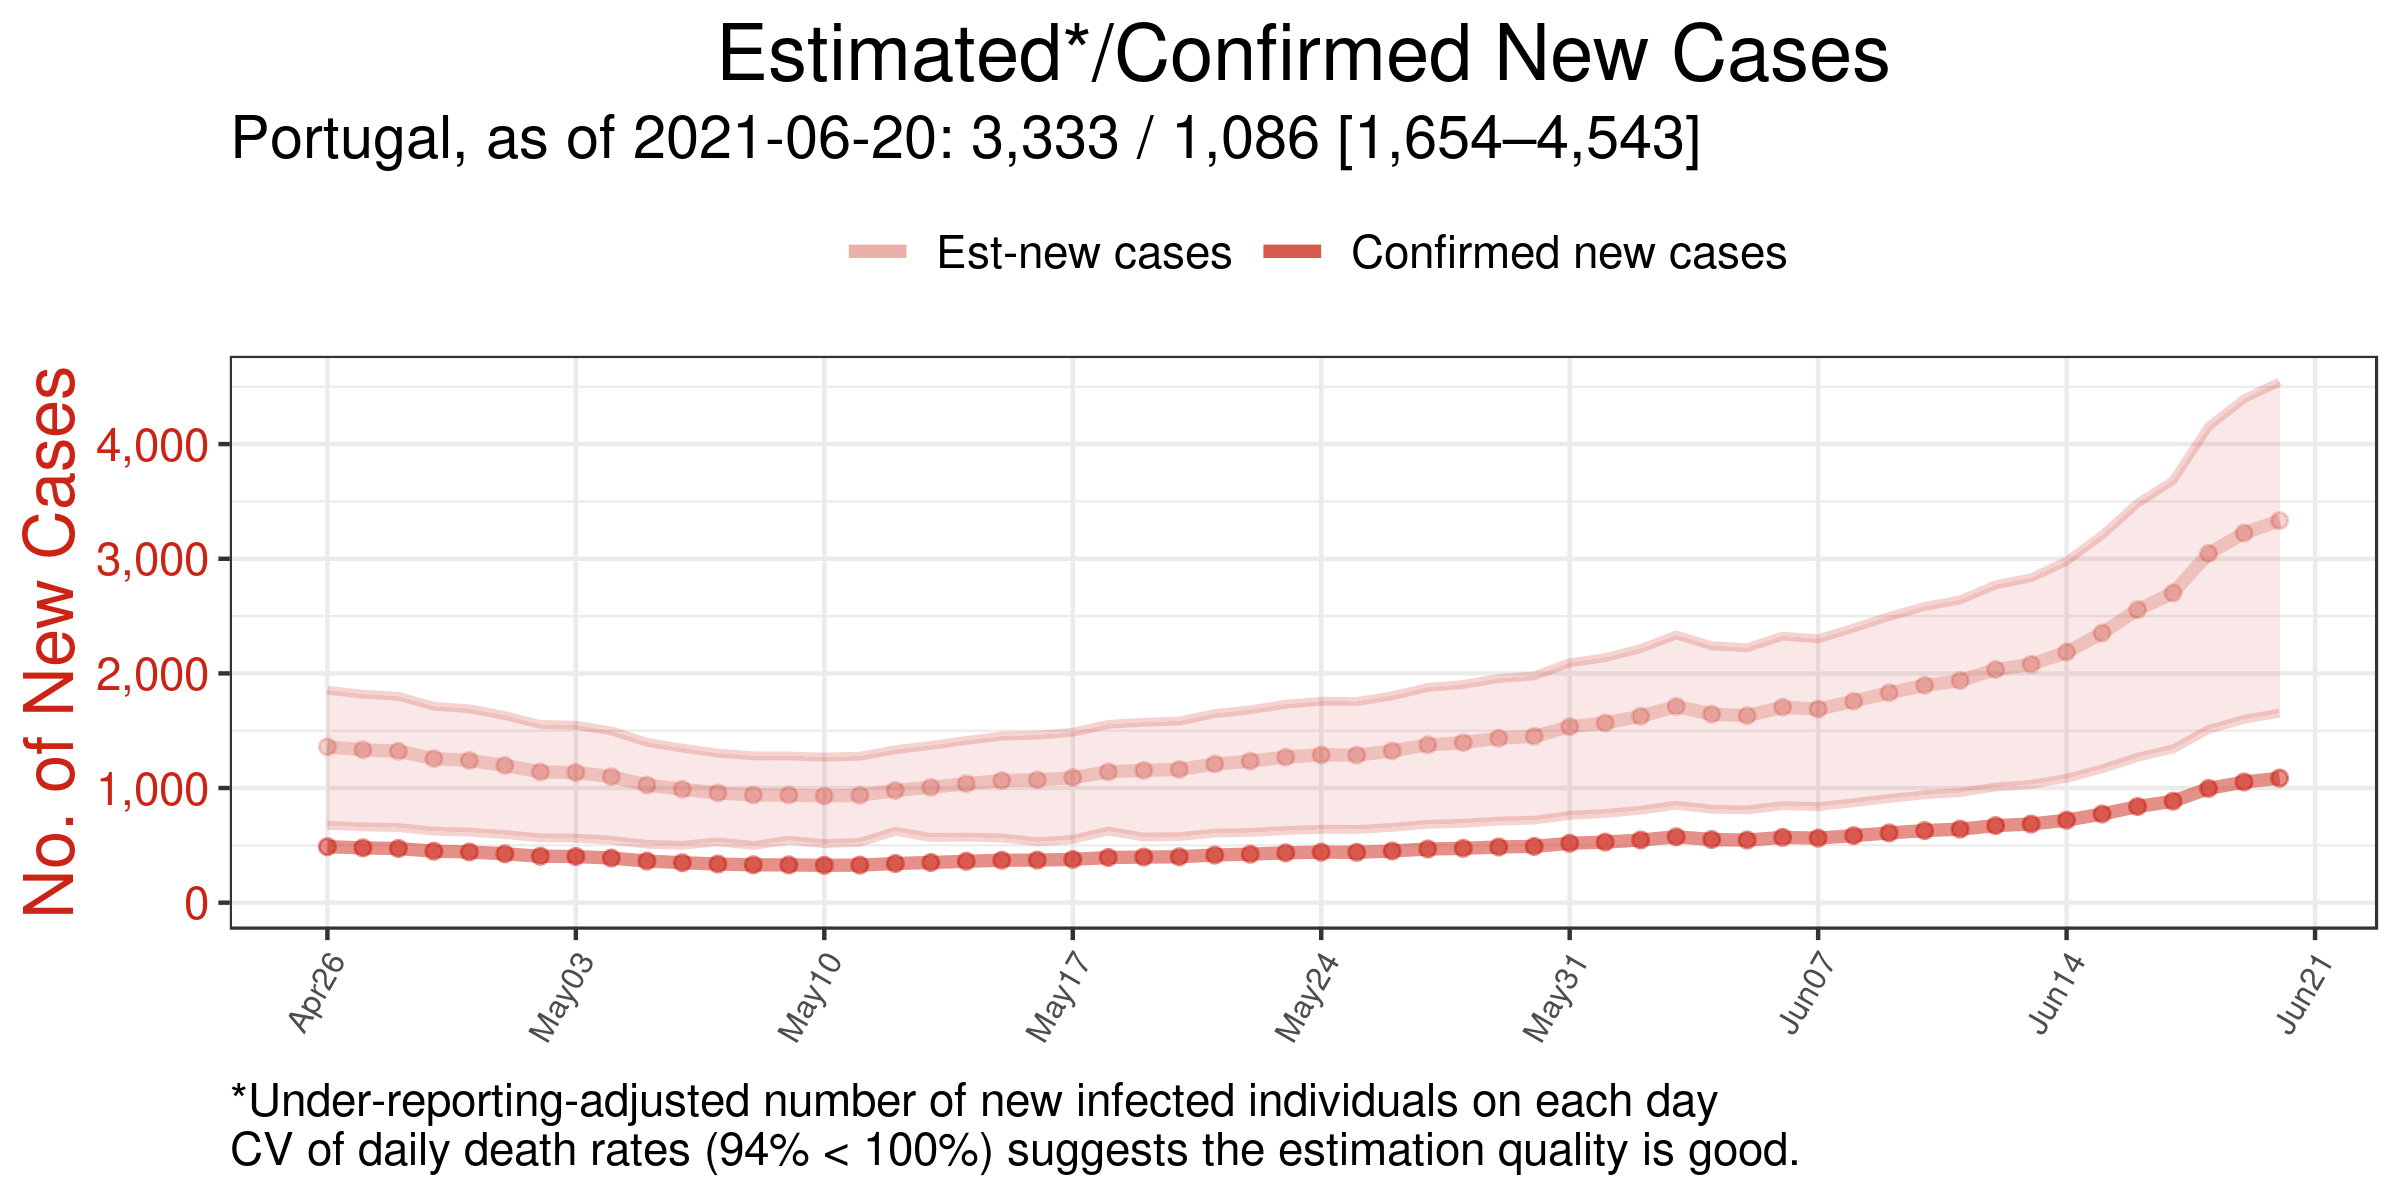 Estimated*/Confirmed New Cases
Portugal, as of 2021-06-20: 3,333 / 1,086 [1,654–4,543]
Est-new cases
Confirmed new cases
No. of New Cases
4,000
3,000
2,000
1,000
0
Apr26
May03
May10
May17
May24
May31
Jun07
Jun14
Jun21
*Under-reporting-adjusted number of new infected individuals on each day
CV of daily death rates (94% < 100%) suggests the estimation quality is good.